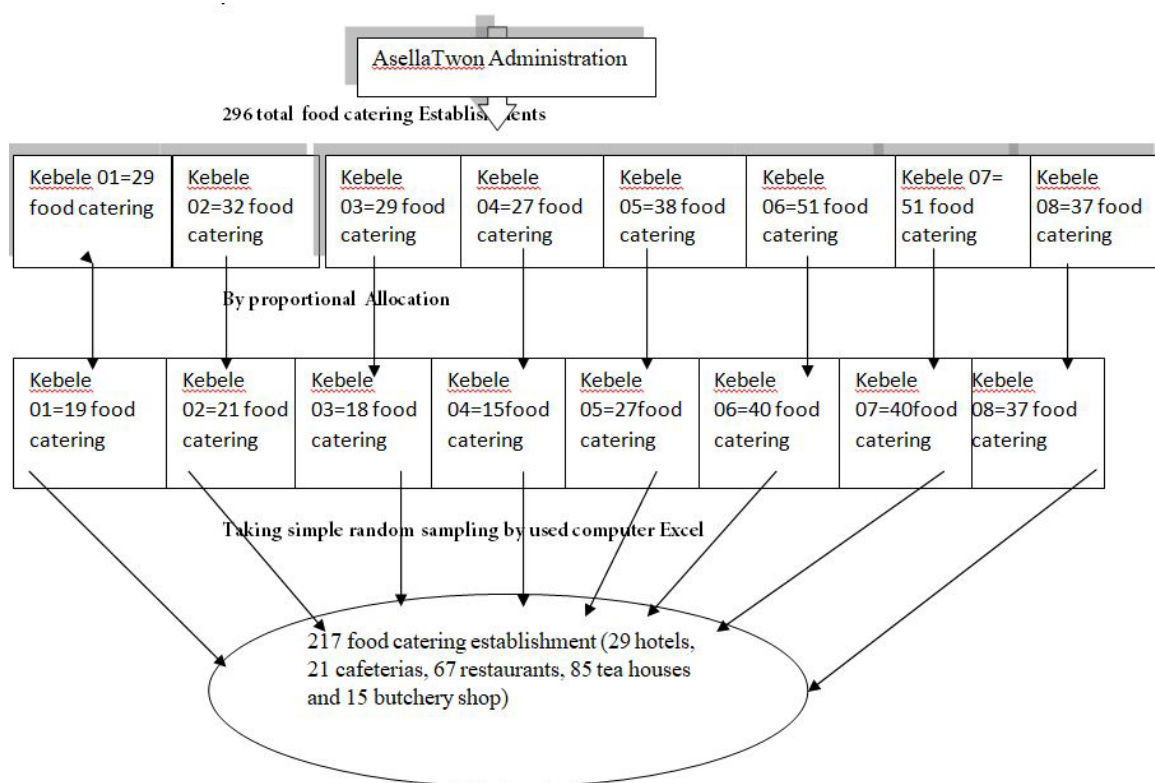 AsellaTwon Administration
296 total food catering Establishments
Kebele 01=29
food catering
Kebele
02=32 food
catering
Kebele
03=29 food
catering
Kebele
04=27 food
catering
Kebele
05=38 food
catering
Kebele
06=51 food
catering
Kebele 07=
51 food
catering
Kebele
08=37 food
catering
By proportional Allocation
Kebele
01=19 food
catering
Kebele
02=21 food
catering
Kebele
03=18 food
catering
Kebele
04=15food
catering
Kebele
05=27food
catering
Kebele
06=40 food
catering
Kebele
07=40food
catering
Kebele
08=37 food
catering
Taking simple random sampling by used computer Excel
217 food catering establishment (29 hotels,
21 cafeterias, 67 restaurants, 85 tea houses
and 15 butchery shop)